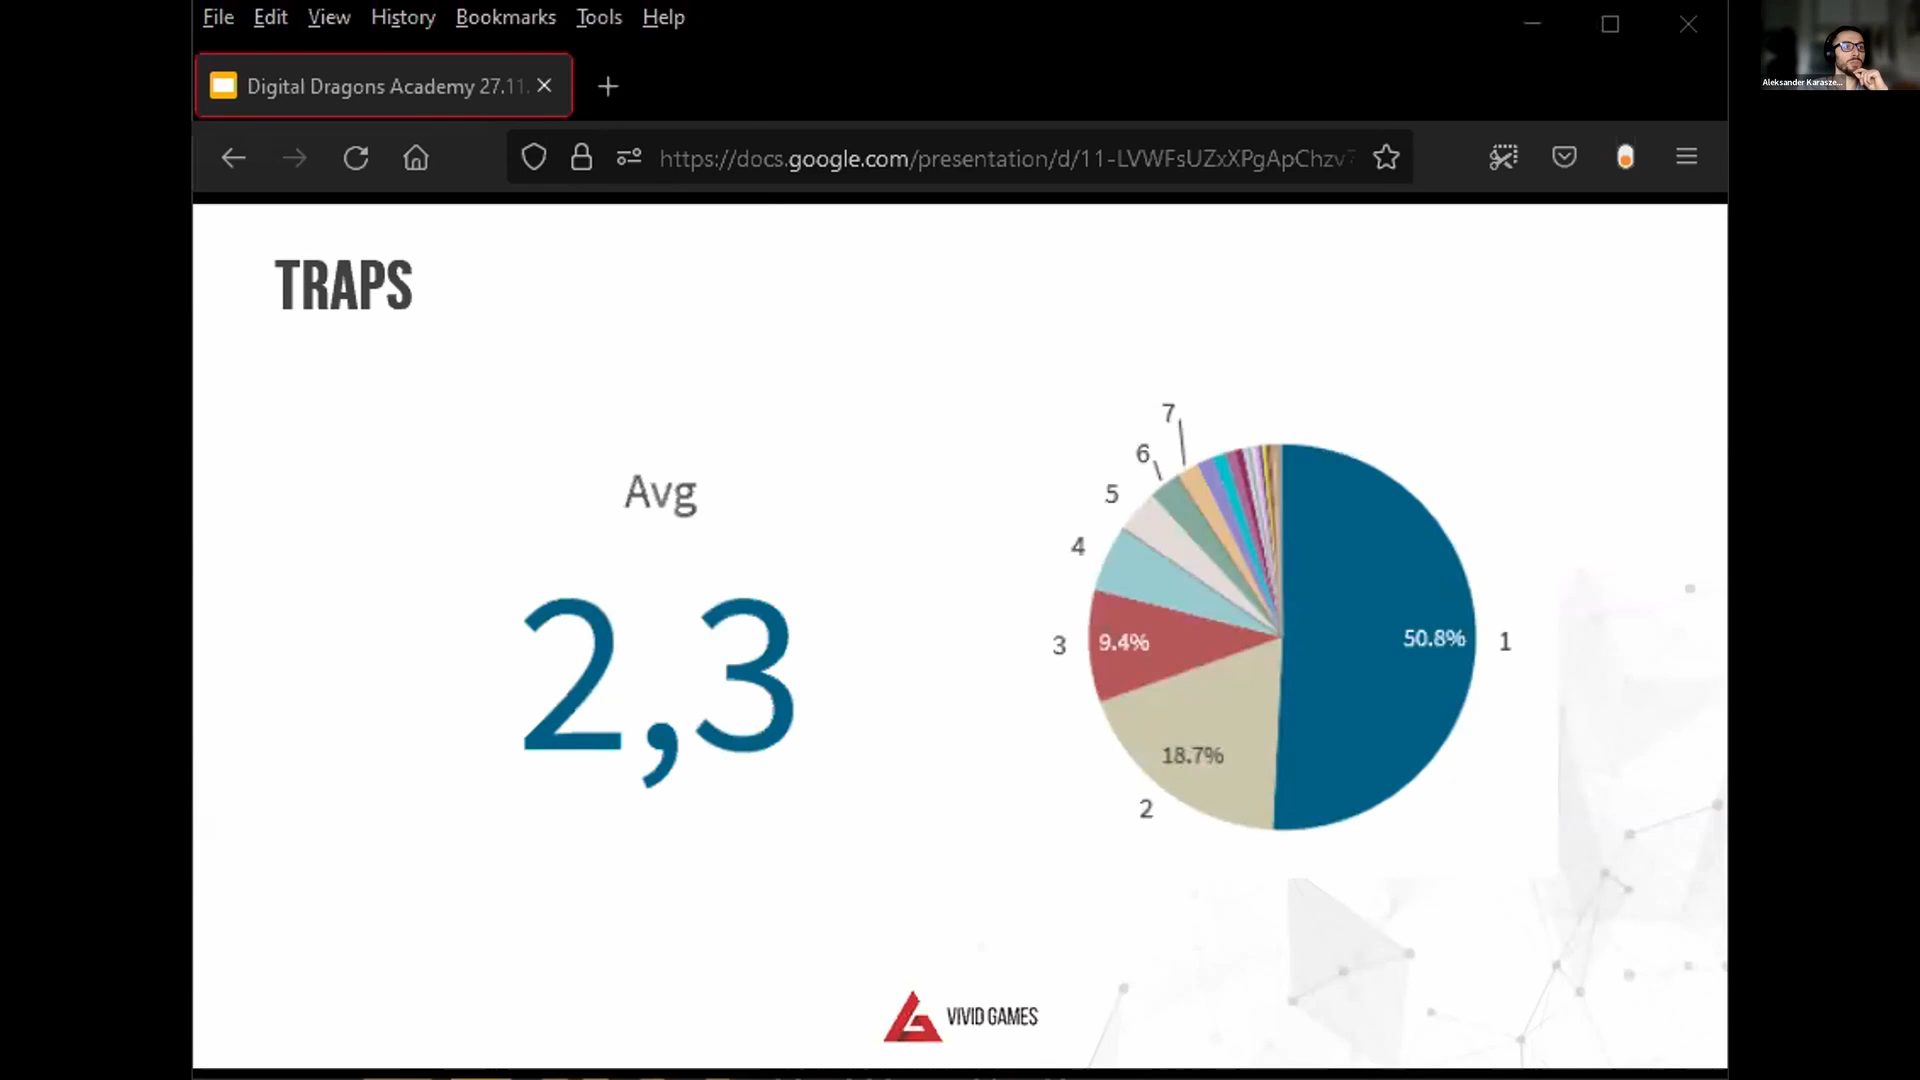 File Edit View History Bookmarks Tools Help
Digital Dragons Academy 27.11.
https://docs.google.com/presentation/d/11-LVWFsUZxXPgApChzv
Aleksander Karasze...
TRAPS
Avg
2,3
7
6
5
4
3
9.4%
50.8%
1
18.7%
2
VIVID GAMES